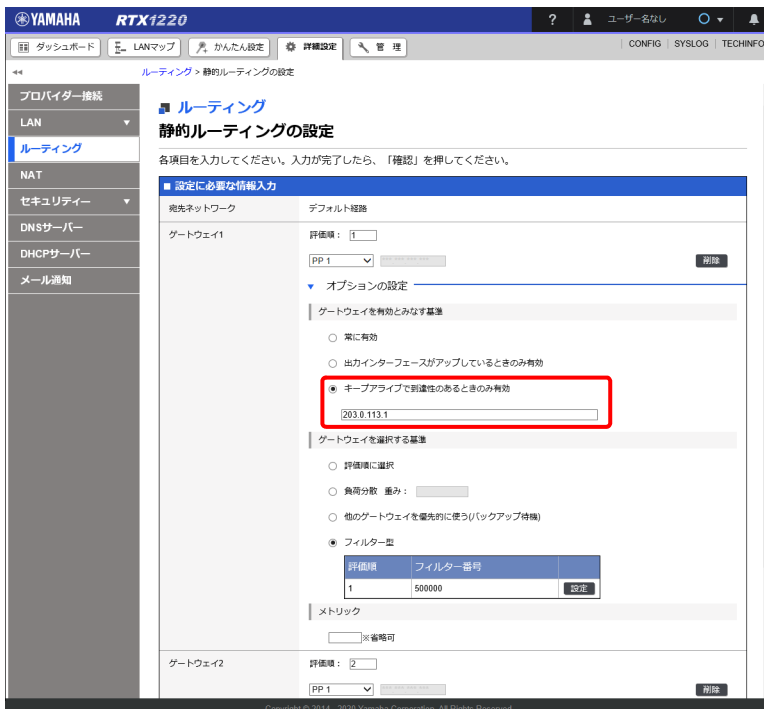 YAMAHA RTX1220 ? ユーザーなし
ダッシュボード LANマップ かんたん設定 詳細設定 管 理 CONFIG SYSLOG TECHINFO
ルーティング > 静的ルーティングの設定
プロバイダー接続
LAN
ルーティング
NAT
セキュリティー
DNSサーバー
DHCPサーバー
メール通知
ルーティング
静的ルーティングの設定
各項目を入力してください。入力が完了したら、「確認」を押してください。
■ 設定に必要な情報入力
宛先ネットワーク デフォルト経路
ゲートウェイ1 評価順： 1
PP 1 *** *** *** *** 削除
オプションの設定
ゲートウェイを有効とみなす基準
常に有効
出力インターフェースがアップしているときのみ有効
キープアライブで到達性のあるときのみ有効
203.0.113.1
ゲートウェイを選択する基準
評価順に選択
負荷分散 重み：
他のゲートウェイを優先的に使う(バックアップ待機)
フィルター型
評価順 フィルター番号
1 500000 設定
メトリック
※省略可
ゲートウェイ2 評価順： 2
PP 1 *** *** *** *** 削除
Copyright © 2014 - 2020 Yamaha Corporation. All Rights Reserved.